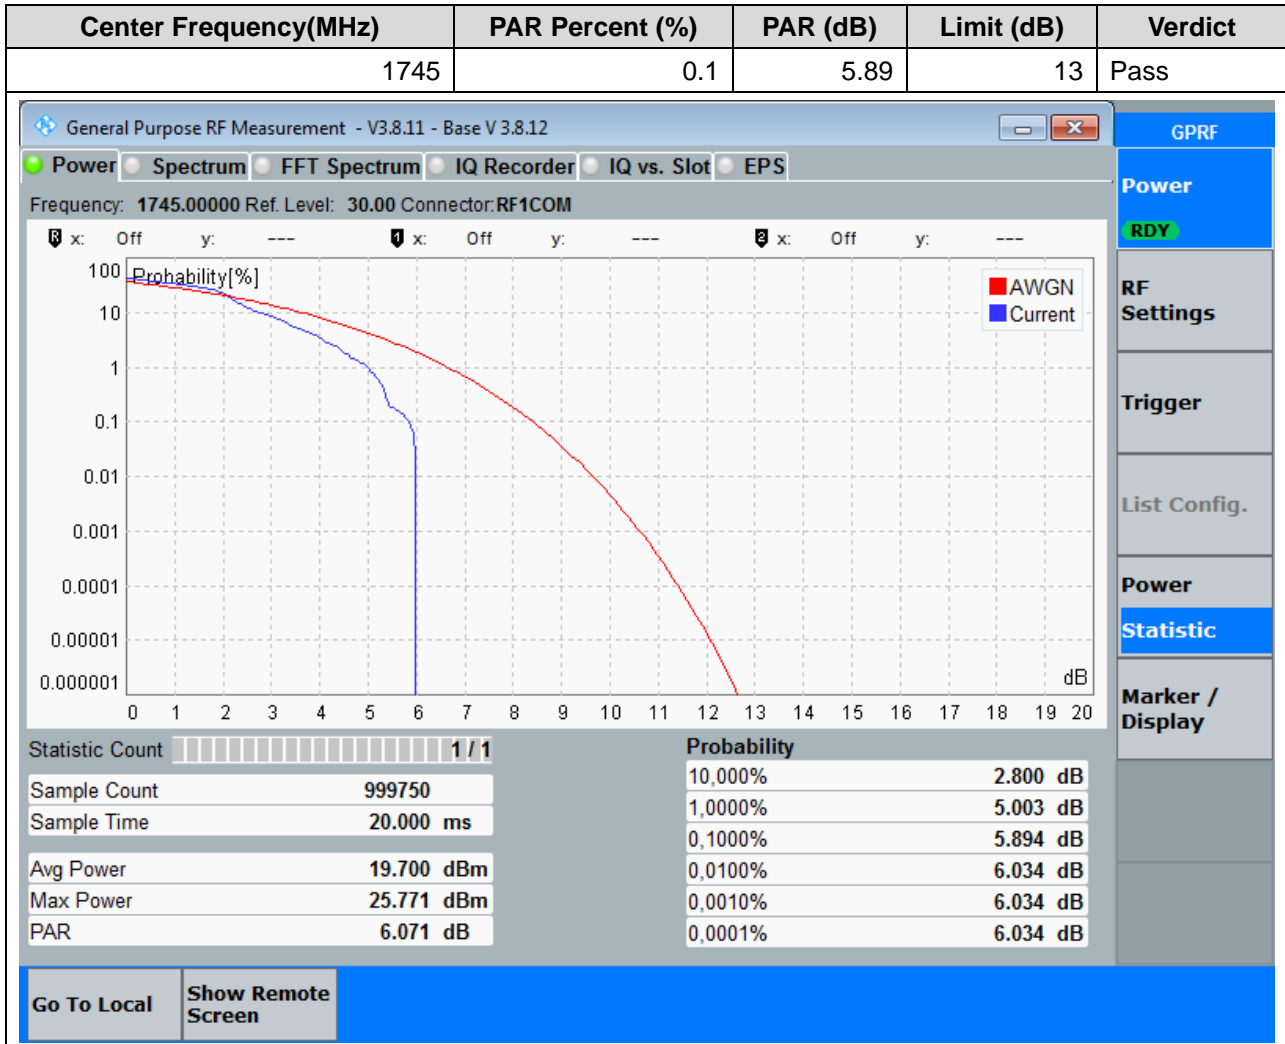 Center Frequency(MHz) PAR Percent (%) PAR (dB) Limit (dB) Verdict
1745 0.1 5.89 13 Pass
General Purpose RF Measurement - V3.8.11 - Base V 3.8.12
GPRF
Power Spectrum FFT Spectrum IQ Recorder IQ vs. Slot EPS
Power
RDY
Frequency: 1745.00000 Ref. Level: 30.00 Connector:RF1COM
R x: Off y: --- 1 x: Off y: --- 2 x: Off y: ---
Probability[%]
AWGN
Current
100
10
1
0.1
0.01
0.001
0.0001
0.00001
0.000001
dB
0 1 2 3 4 5 6 7 8 9 10 11 12 13 14 15 16 17 18 19 20
RF
Settings
Trigger
List Config.
Power
Statistic
Marker /
Display
Statistic Count 1 / 1
Sample Count 999750
Sample Time 20.000 ms
Avg Power 19.700 dBm
Max Power 25.771 dBm
PAR 6.071 dB
Probability
10,000% 2.800 dB
1,0000% 5.003 dB
0,1000% 5.894 dB
0,0100% 6.034 dB
0,0010% 6.034 dB
0,0001% 6.034 dB
Go To Local
Show Remote
Screen